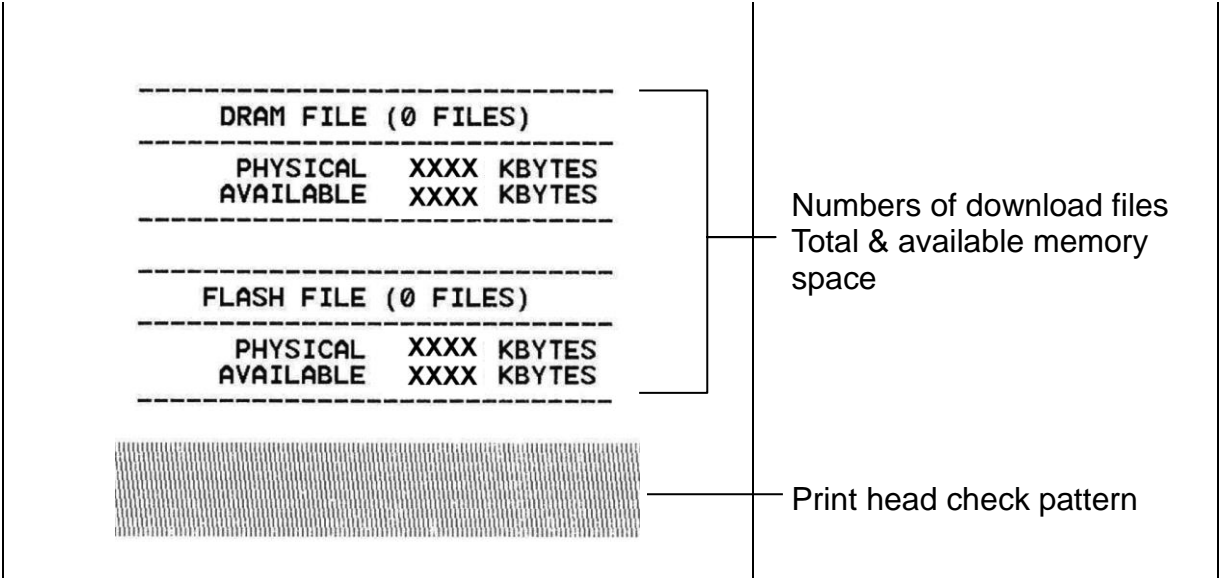 DRAM FILE (0 FILES)
PHYSICAL XXXX KBYTES
AVAILABLE XXXX KBYTES
FLASH FILE (0 FILES)
PHYSICAL XXXX KBYTES
AVAILABLE XXXX KBYTES
Numbers of download files
Total & available memory
space
Print head check pattern